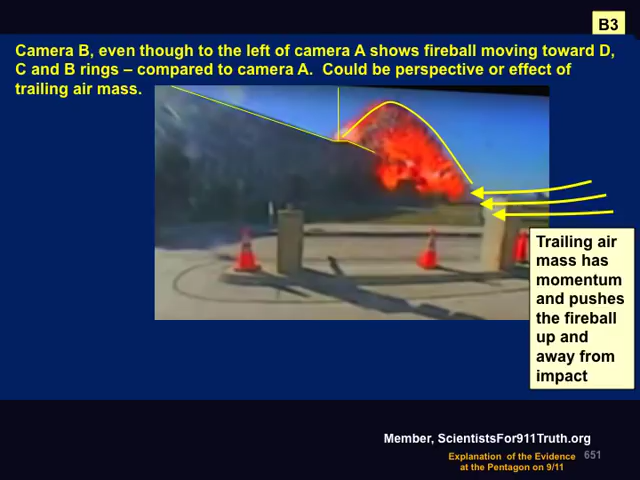 B3
Camera B, even though to the left of camera A shows fireball moving toward D,
C and B rings – compared to camera A.  Could be perspective or effect of
trailing air mass.
Trailing air
mass has
momentum
and pushes
the fireball
up and
away from
impact
Member, ScientistsFor911Truth.org
Explanation of the Evidence 651
at the Pentagon on 9/11